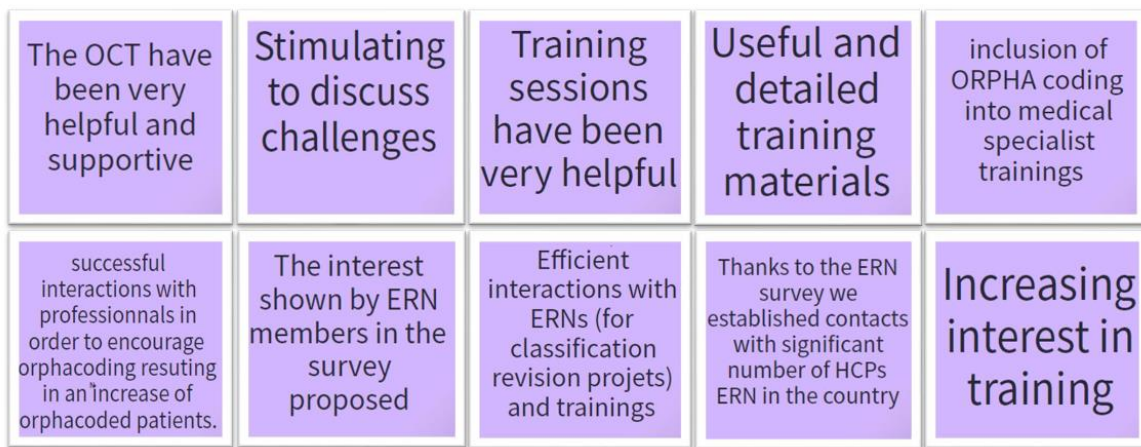 The OCT have
been very
helpful and
supportive
Stimulating
to discuss
challenges
Training
sessions
have been
very helpful
Useful and
detailed
training
materials
inclusion of
ORPHA coding
into medical
specialist
trainings
successful
interactions with
professionnals in
order to encourage
orphacoding resuting
in an increase of
orphacoded patients.
The interest
shown by ERN
members in the
survey
proposed
Efficient
interactions with
ERNs (for
classification
revision projets)
and trainings
Thanks to the ERN
survey we
established contacts
with significant
number of HCPs
ERN in the country
Increasing
interest in
training